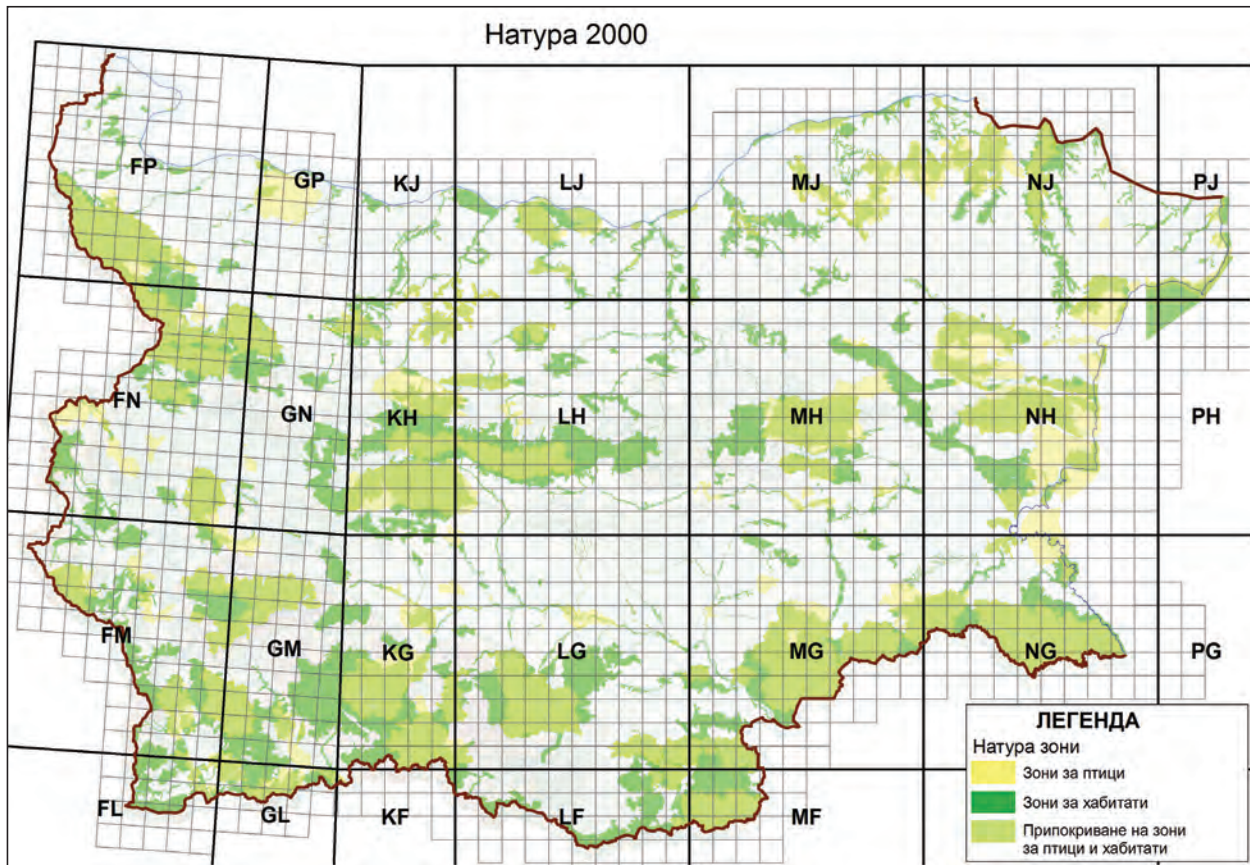 Натура 2000
FP
GP
KJ
LJ
MJ
NJ
PJ
FN
GN
KH
LH
MH
NH
PH
FM
GM
KG
LG
MG
NG
PG
FL
GL
KF
LF
MF
ЛЕГЕНДА
Натура зони
Зони за птици
Зони за хабитати
Припокриване на зони
за птици и хабитати